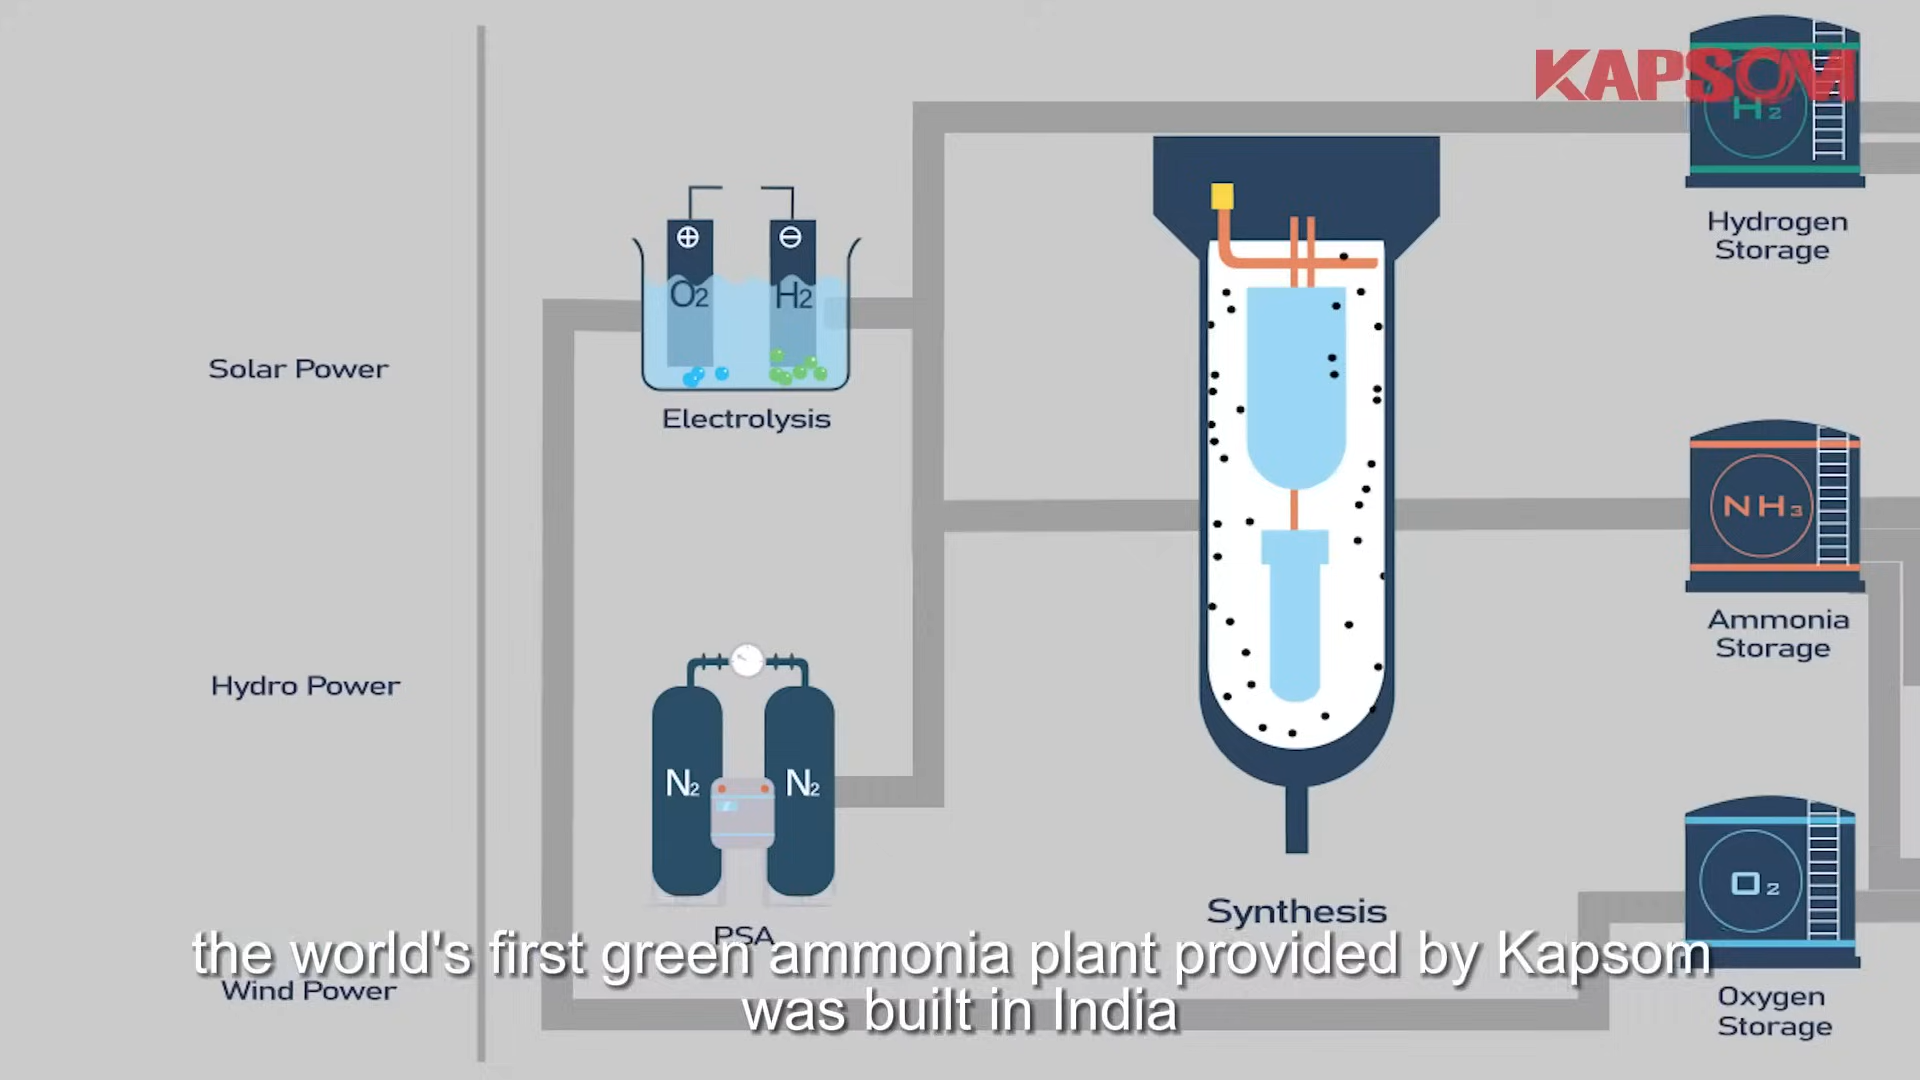 KAPSOM
H2
Hydrogen
Storage
O2
H2
Solar Power
Electrolysis
NH3
Ammonia
Storage
Hydro Power
N2
N2
O2
Synthesis
PSA
the world's first green ammonia plant provided by Kapsom
was built in India
Wind Power
Oxygen
Storage